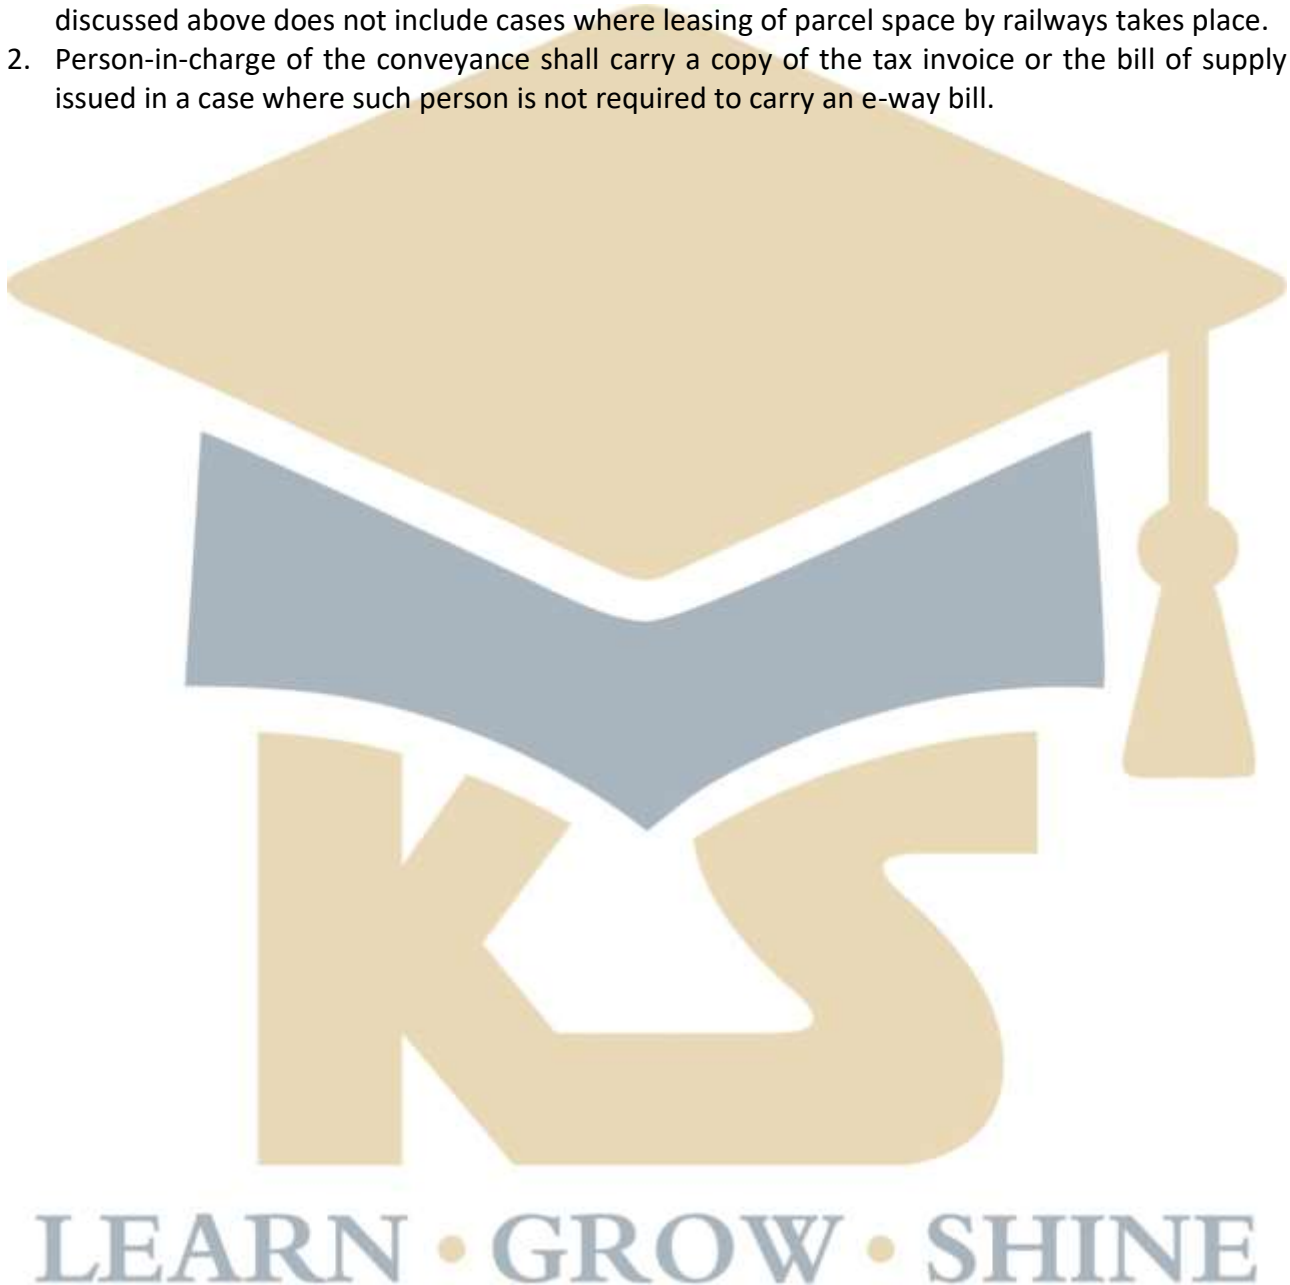 discussed above does not include cases where leasing of parcel space by railways takes place.
2. Person-in-charge of the conveyance shall carry a copy of the tax invoice or the bill of supply
issued in a case where such person is not required to carry an e-way bill.
KS
LEARN • GROW • SHINE